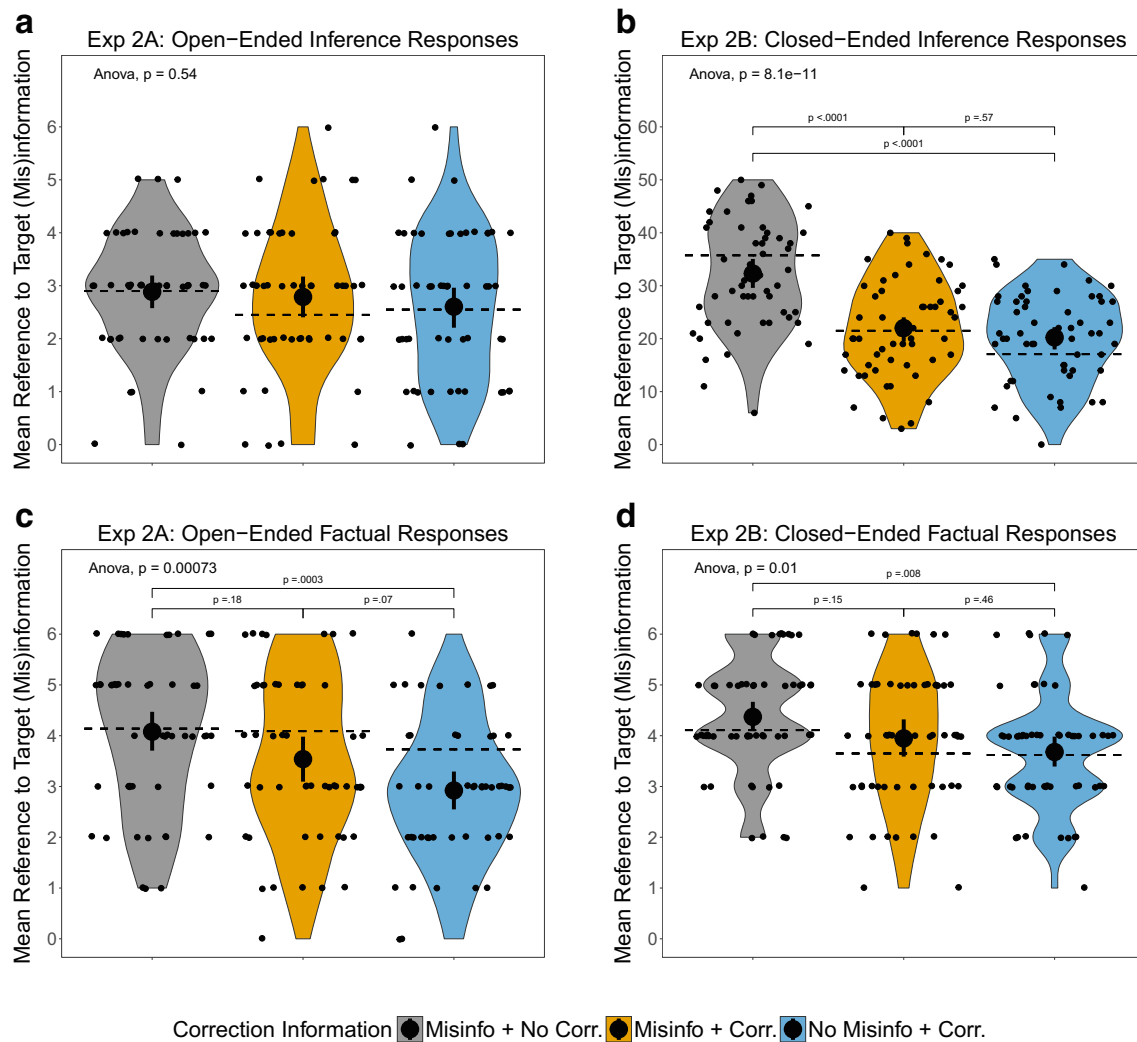 a
Exp 2A: Open−Ended Inference Responses
Anova, p = 0.54
Mean Reference to Target (Mis)information
6
5
4
3
2
1
0
b
Exp 2B: Closed−Ended Inference Responses
Anova, p = 8.1e−11
p <.0001
p =.57
p <.0001
Mean Reference to Target (Mis)information
60
50
40
30
20
10
0
c
Exp 2A: Open−Ended Factual Responses
Anova, p = 0.00073
p =.0003
p =.18
p =.07
Mean Reference to Target (Mis)information
6
5
4
3
2
1
0
d
Exp 2B: Closed−Ended Factual Responses
Anova, p = 0.01
p =.008
p =.15
p =.46
Mean Reference to Target (Mis)information
6
5
4
3
2
1
0
Correction Information Misinfo + No Corr. Misinfo + Corr. No Misinfo + Corr.